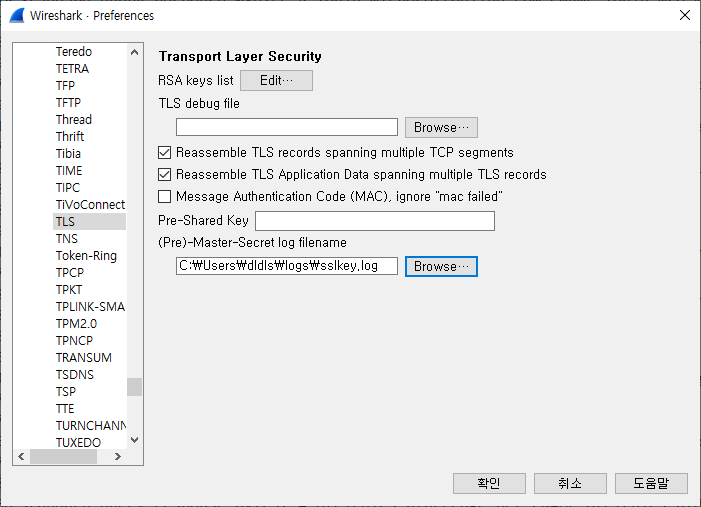 Wireshark · Preferences
Teredo
TETRA
TFP
TFTP
Thread
Thrift
Tibia
TIME
TIPC
TiVoConnect
TLS
TNS
Token-Ring
TPCP
TPKT
TPLINK-SMA
TPM2.0
TPNCP
TRANSUM
TSDNS
TSP
TTE
TURNCHANN
TUXEDO
Transport Layer Security
RSA keys list Edit…
TLS debug file
Browse…
Reassemble TLS records spanning multiple TCP segments
Reassemble TLS Application Data spanning multiple TLS records
Message Authentication Code (MAC), ignore "mac failed"
Pre-Shared Key
(Pre)-Master-Secret log filename
C:₩Users₩dldls₩logs₩sslkey.log Browse…
확인 취소 도움말